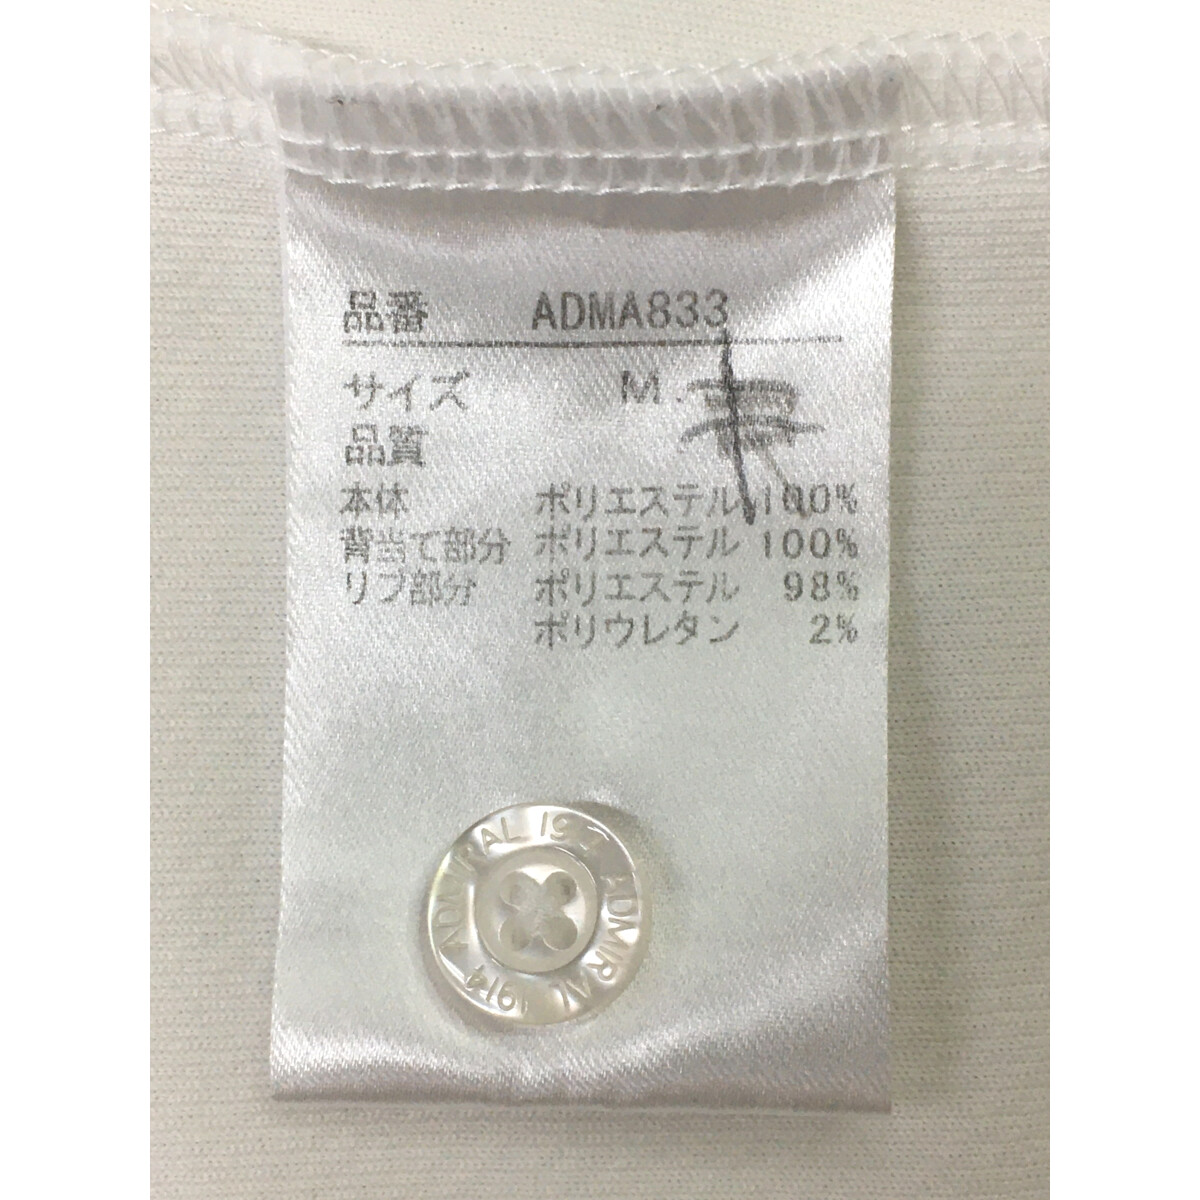 品番 ADMA833
サイズ M.
品質
本体 ポリエステル 100%
背当て部分 ポリエステル 100%
リブ部分 ポリエステル 98%
ポリウレタン 2%
ADMIRAL
ADMIRAL 1914